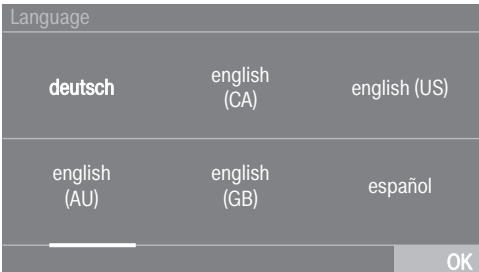 Language
deutsch
english
(CA)
english (US)
english
(AU)
english
(GB)
español
OK